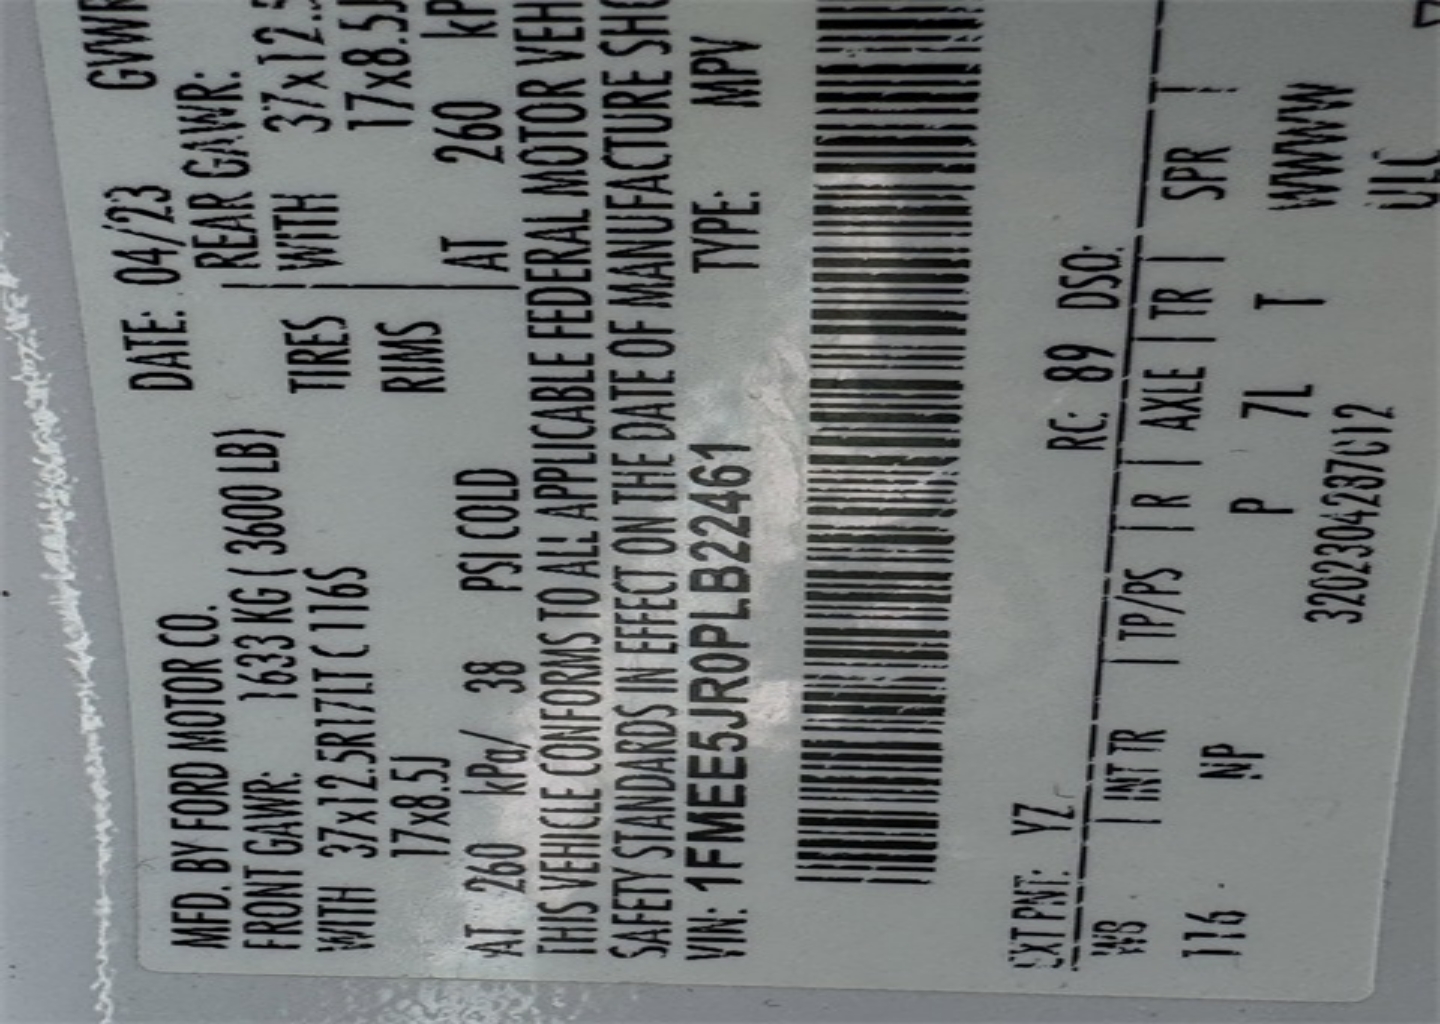 MFD. BY FORD MOTOR CO. DATE: 04/23 GVWR
FRONT GAWR: 1633 KG ( 3600 LB) REAR GAWR:
WITH 37x12.5R17LT C 116S TIRES WITH 37x12.5
17x8.5J RIMS 17x8.5J
AT 260 kPa/ 38 PSI COLD AT 260 kP
THIS VEHICLE CONFORMS TO ALL APPLICABLE FEDERAL MOTOR VEH
SAFETY STANDARDS IN EFFECT ON THE DATE OF MANUFACTURE SHO
VIN: 1FMEE5JR0PLB22461 TYPE: MPV
EXT PNT: YZ RC: 89 DSO:
WB | INT TR | TP/PS | R | AXLE | TR | SPR T
116 NP P 7L T WWWW
3202304287012 ULC